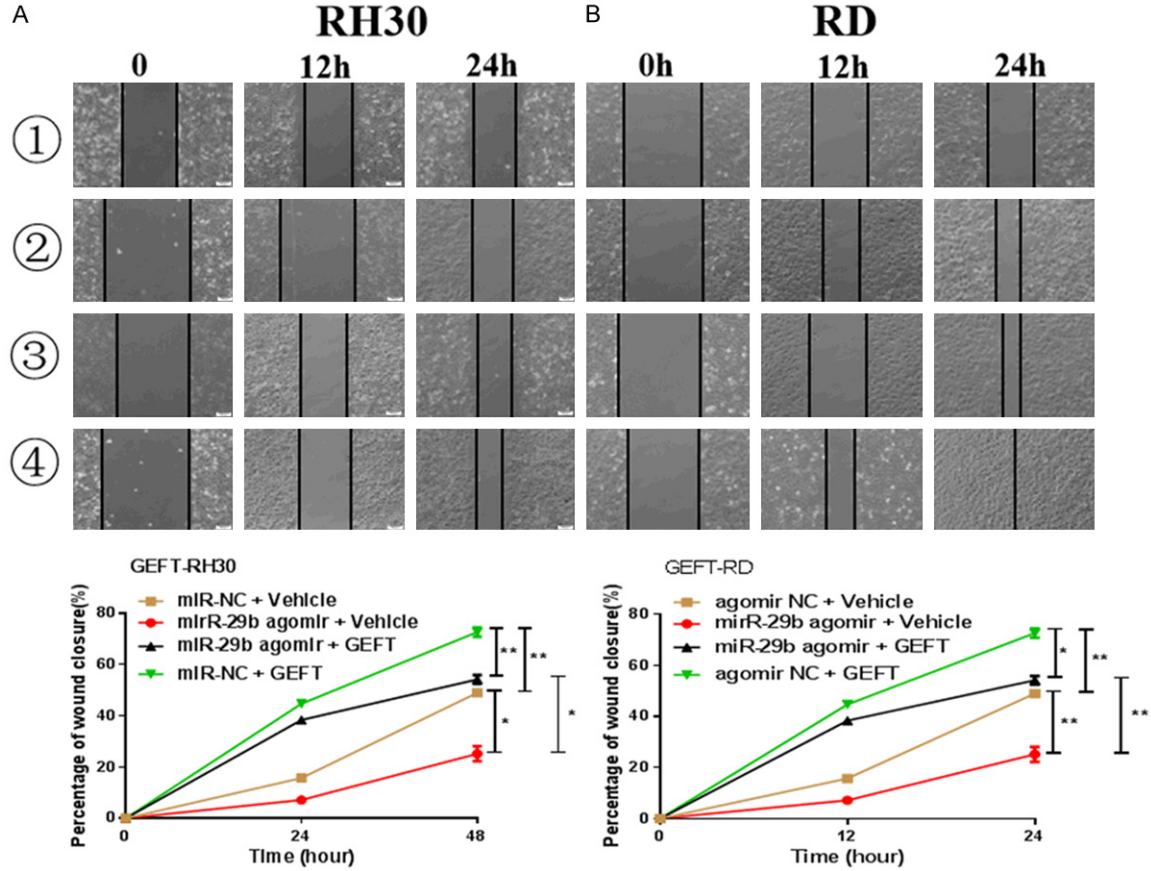 A
RH30
B
RD
0
12h
24h
0h
12h
24h
①
②
③
④
GEFT-RH30
mIR-NC + Vehicle
mIrR-29b agomIr + Vehicle
mIR-29b agomIr + GEFT
mIR-NC + GEFT
Percentage of wound closure(%)
80
60
40
20
0
0
24
48
TIme (hour)
**
**
*
*
GEFT-RD
agomir NC + Vehicle
mirR-29b agomir + Vehicle
miR-29b agomir + GEFT
agomir NC + GEFT
Percentage of wound closure(%)
80
60
40
20
0
0
12
24
Time (hour)
*
**
**
**